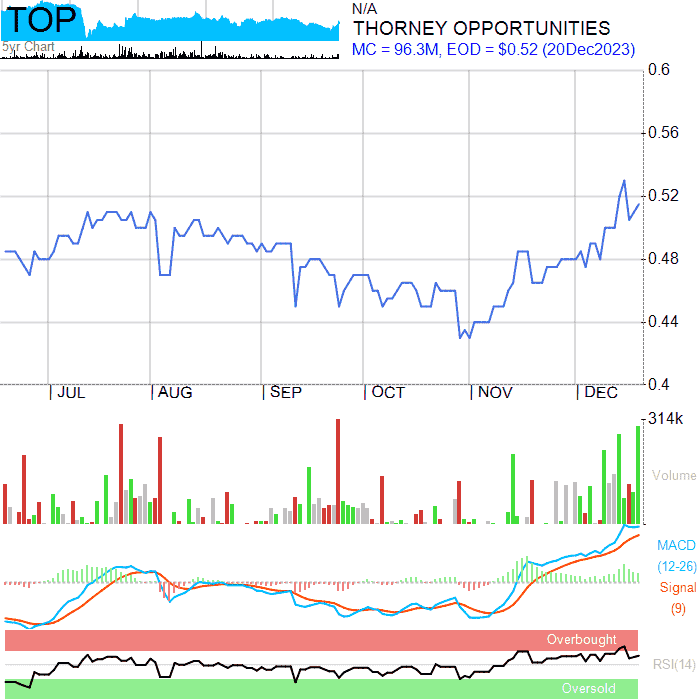 TOP
5yr Chart
N/A
THORNEY OPPORTUNITIES
MC = 96.3M, EOD = $0.52 (20Dec2023)
0.6
0.56
0.52
0.48
0.44
0.4
JUL AUG SEP OCT NOV DEC
314k
Volume
MACD
(12-26)
Signal
(9)
Overbought
RSI(14)
Oversold